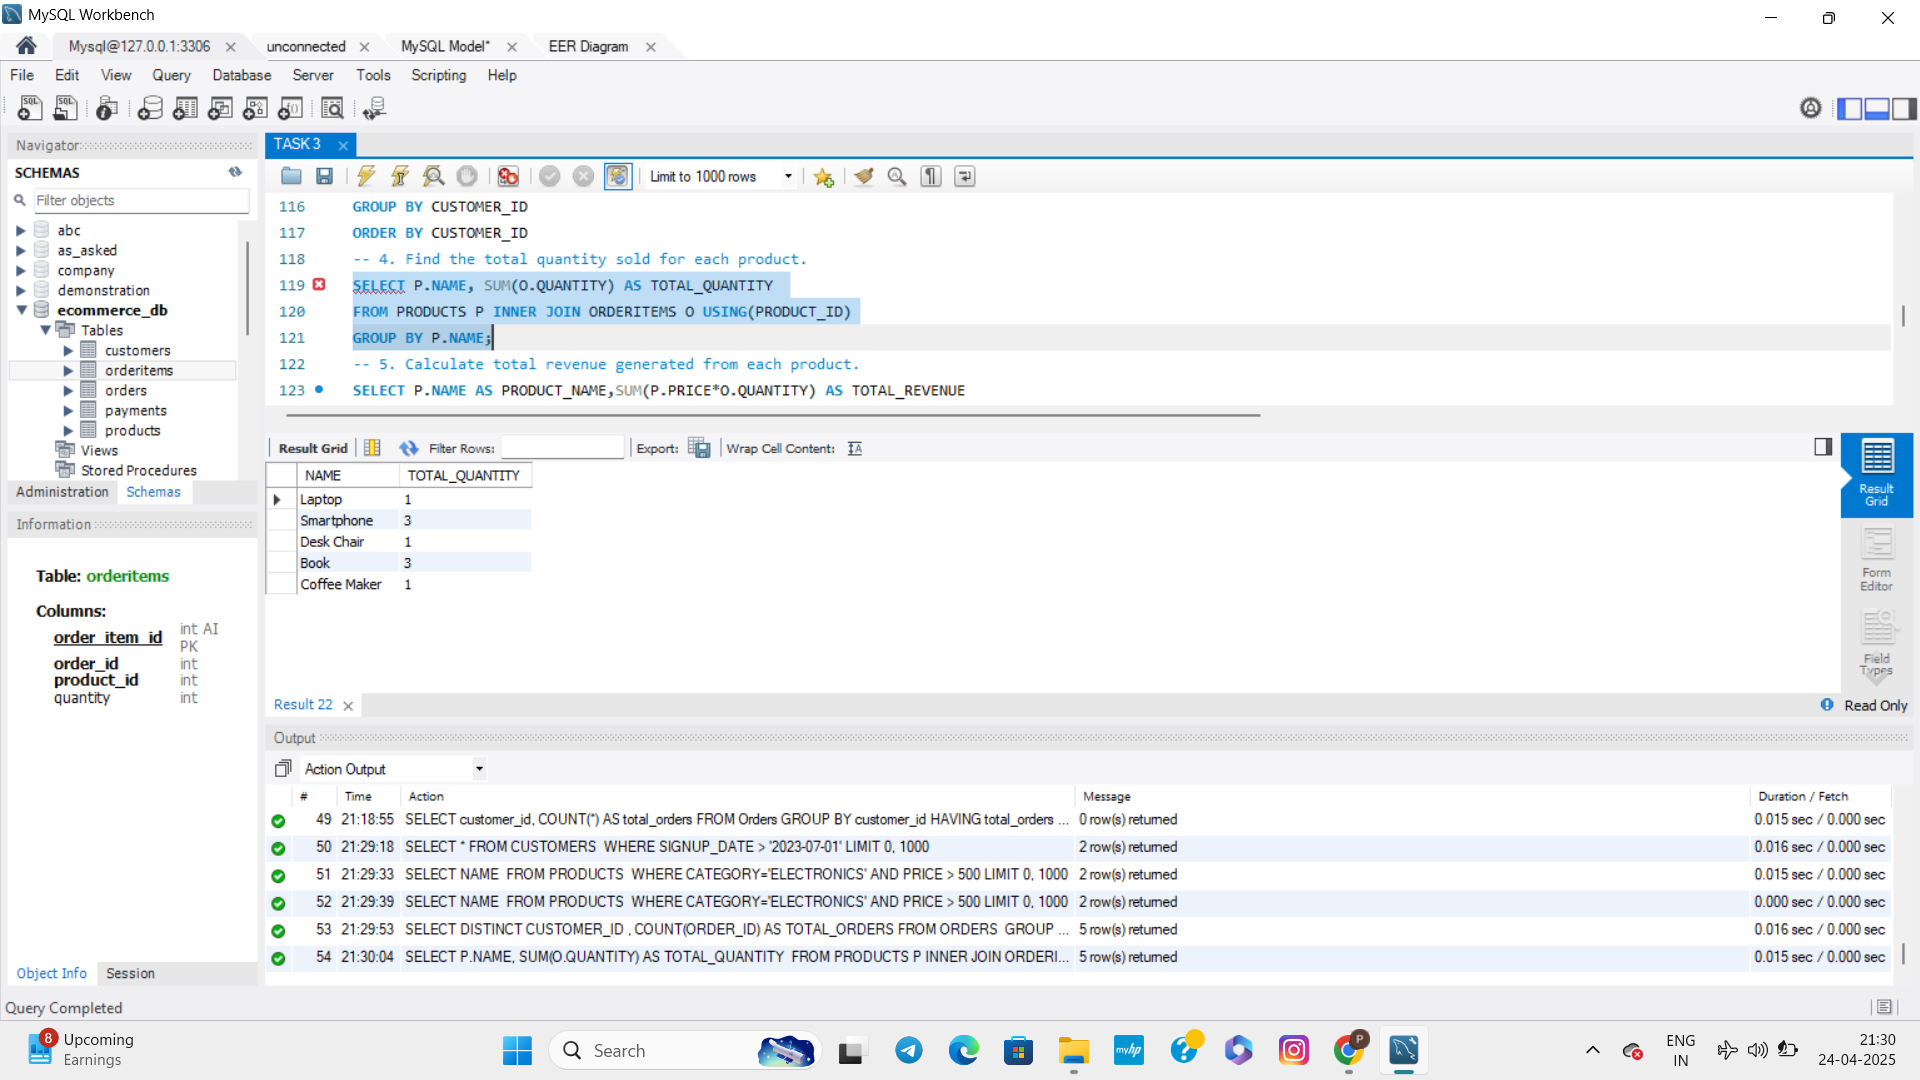 MySQL Workbench
Mysql@127.0.0.1:3306
unconnected
MySQL Model*
EER Diagram
File Edit View Query Database Server Tools Scripting Help
Navigator
SCHEMAS
Filter objects
abc
as_asked
company
demonstration
ecommerce_db
Tables
customers
orderitems
orders
payments
products
Views
Stored Procedures
Administration Schemas
Information
Table: orderitems
Columns:
order_item_id int AI PK
order_id int
product_id int
quantity int
Object Info Session
TASK 3
Limit to 1000 rows
116 GROUP BY CUSTOMER_ID
117 ORDER BY CUSTOMER_ID
118 -- 4. Find the total quantity sold for each product.
119 SELECT P.NAME, SUM(O.QUANTITY) AS TOTAL_QUANTITY
120 FROM PRODUCTS P INNER JOIN ORDERITEMS O USING(PRODUCT_ID)
121 GROUP BY P.NAME;
122 -- 5. Calculate total revenue generated from each product.
123 SELECT P.NAME AS PRODUCT_NAME,SUM(P.PRICE*O.QUANTITY) AS TOTAL_REVENUE
Result Grid Filter Rows: Export: Wrap Cell Content:
NAME TOTAL_QUANTITY
Laptop 1
Smartphone 3
Desk Chair 1
Book 3
Coffee Maker 1
Result Grid
Form Editor
Field Types
Result 22
Read Only
Output
Action Output
# Time Action Message Duration / Fetch
49 21:18:55 SELECT customer_id, COUNT(*) AS total_orders FROM Orders GROUP BY customer_id HAVING total_orders ... 0 row(s) returned 0.015 sec / 0.000 sec
50 21:29:18 SELECT * FROM CUSTOMERS WHERE SIGNUP_DATE > '2023-07-01' LIMIT 0, 1000 2 row(s) returned 0.016 sec / 0.000 sec
51 21:29:33 SELECT NAME FROM PRODUCTS WHERE CATEGORY='ELECTRONICS' AND PRICE > 500 LIMIT 0, 1000 2 row(s) returned 0.015 sec / 0.000 sec
52 21:29:39 SELECT NAME FROM PRODUCTS WHERE CATEGORY='ELECTRONICS' AND PRICE > 500 LIMIT 0, 1000 2 row(s) returned 0.000 sec / 0.000 sec
53 21:29:53 SELECT DISTINCT CUSTOMER_ID , COUNT(ORDER_ID) AS TOTAL_ORDERS FROM ORDERS GROUP ... 5 row(s) returned 0.016 sec / 0.000 sec
54 21:30:04 SELECT P.NAME, SUM(O.QUANTITY) AS TOTAL_QUANTITY FROM PRODUCTS P INNER JOIN ORDERI... 5 row(s) returned 0.015 sec / 0.000 sec
Query Completed
8
Upcoming
Earnings
Search
myhp
P
ENG
IN
21:30
24-04-2025